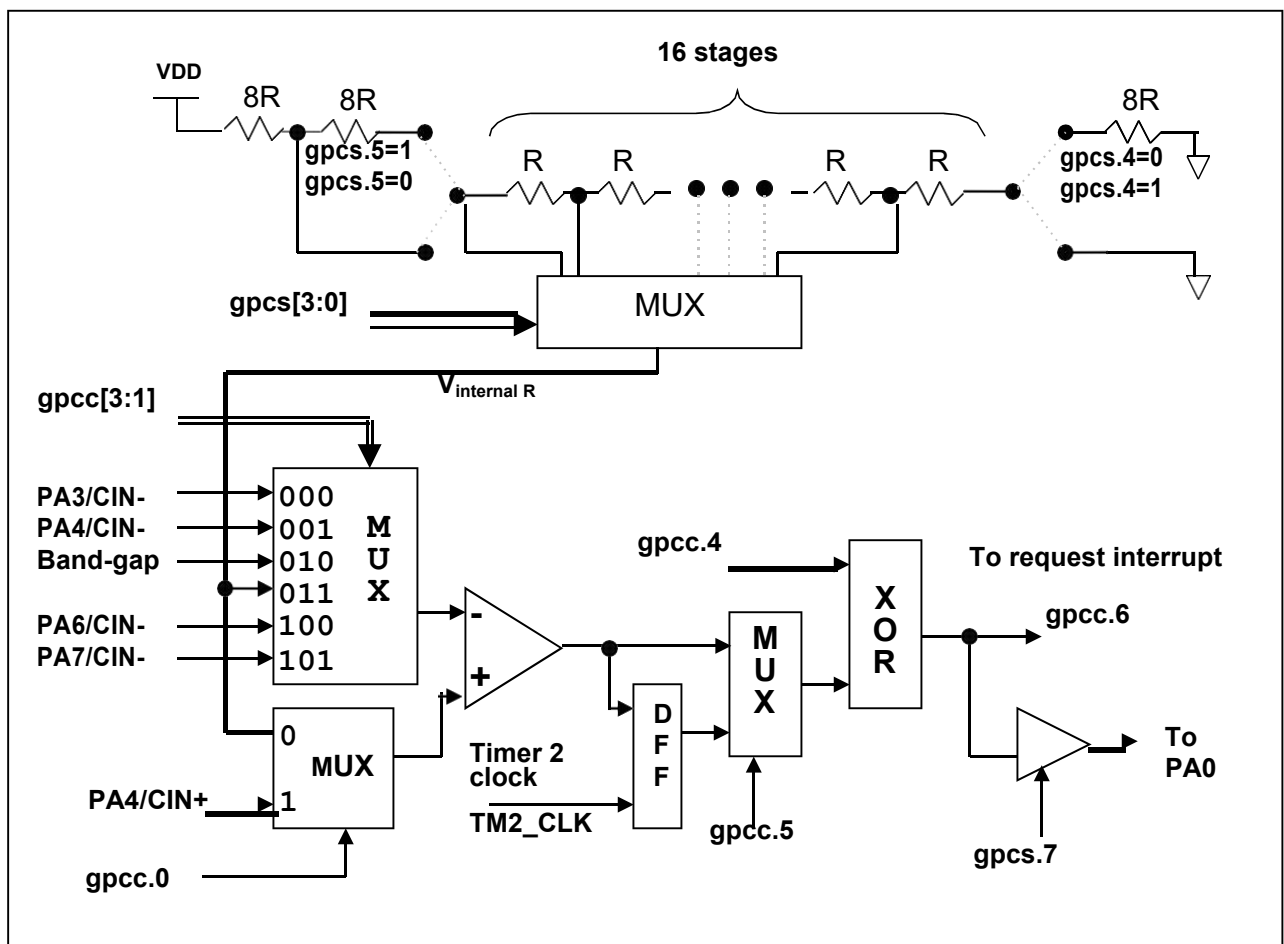 16 stages
VDD
8R
8R
8R
gpcs.5=1
gpcs.5=0
R
R
R
R
gpcs.4=0
gpcs.4=1
gpcs[3:0]
MUX
Vinternal R
gpcc[3:1]
PA3/CIN-
PA4/CIN-
Band-gap
PA6/CIN-
PA7/CIN-
000
001
010
011
100
101
M
U
X
-
+
gpcc.4
X
O
R
To request interrupt
gpcc.6
M
U
X
D
F
F
0
1
MUX
PA4/CIN+
gpcc.0
Timer 2
clock
TM2_CLK
gpcc.5
gpcs.7
To
PA0